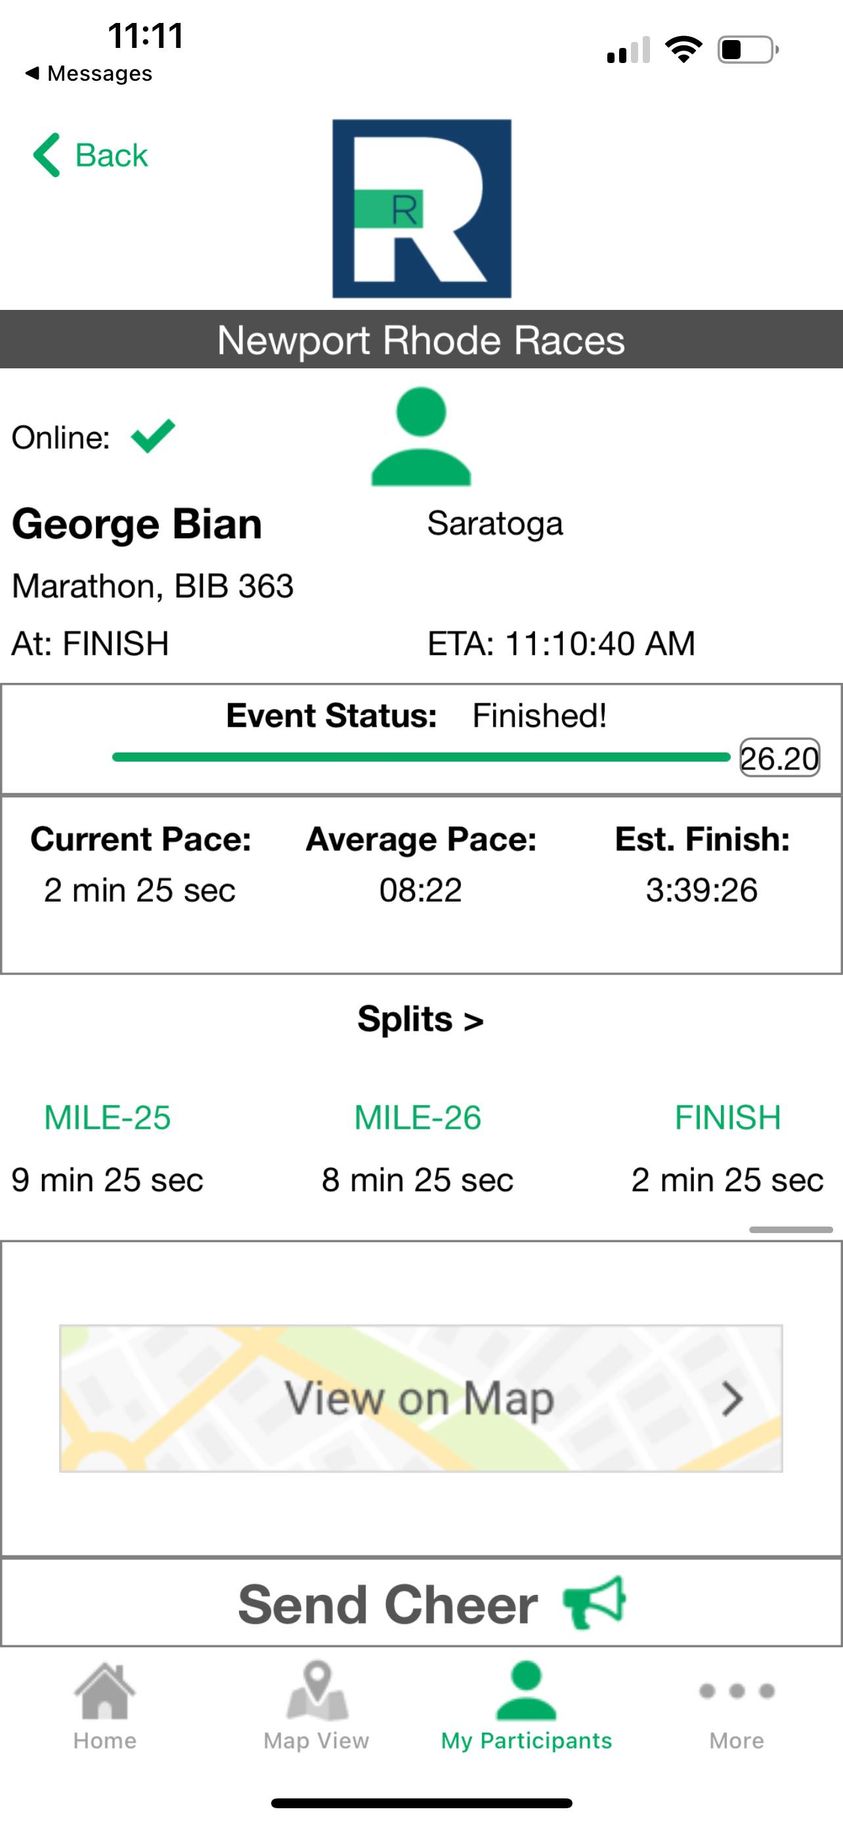 11:11
◀ Messages
Back
R
R
Newport Rhode Races
Online:
George Bian Saratoga
Marathon, BIB 363
At: FINISH ETA: 11:10:40 AM
Event Status: Finished!
26.20
Current Pace: Average Pace: Est. Finish:
2 min 25 sec 08:22 3:39:26
Splits >
MILE-25 MILE-26 FINISH
9 min 25 sec 8 min 25 sec 2 min 25 sec
View on Map
Send Cheer
Home Map View My Participants More